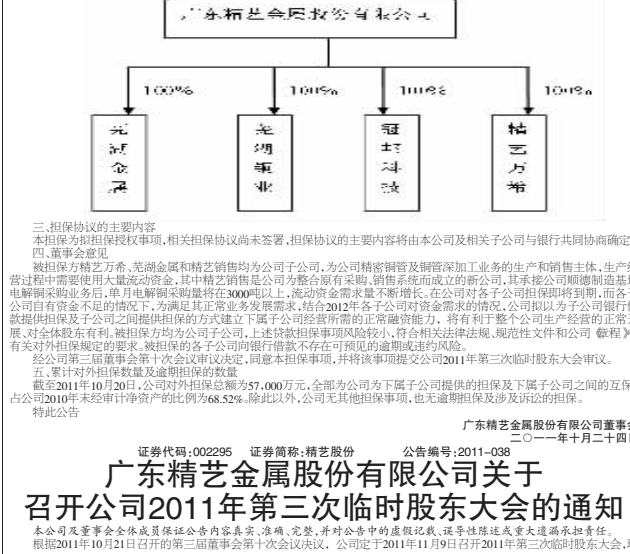 广东精艺金属股份有限公司
100% 100% 100% 100%
芜湖金属
芜湖铜业
冠邦科技
精艺万希
三、担保协议的主要内容
本担保为拟担保授权事项,相关担保协议尚未签署,担保协议的主要内容将由本公司及相关子公司与银行共同协商确定
四、董事会意见
被担保方精艺万希、芜湖金属和精艺销售均为公司子公司,为公司精密铜管及铜管深加工业务的生产和销售主体,生产经
营过程中需要使用大量流动资金,其中精艺销售是公司为整合原有采购、销售系统而成立的新公司,其承接公司顺德制造基地
电解铜采购业务后,单月电解铜采购量将在3000吨以上,流动资金需求量不断增长。在公司对各子公司担保即将到期,而各子
公司自有资金不足的情况下,为满足其正常业务发展需求,结合2012年各子公司对资金需求的情况,公司拟以为子公司银行借
款提供担保及子公司之间提供担保的方式建立下属子公司经营所需的正常融资能力，将有利于整个公司生产经营的正常开
展、对全体股东有利。被担保方均为公司子公司,上述贷款担保事项风险较小,符合相关法律法规、规范性文件和公司《章程》
有关对外担保规定的要求。被担保的各子公司向银行借款不存在可预见的逾期或违约风险。
经公司第三届董事会第十次会议审议决定,同意本担保事项,并将该事项提交公司2011年第三次临时股东大会审议。
五、累计对外担保数量及逾期担保的数量
截至2011年10月20日,公司对外担保总额为57,000万元,全部为公司为下属子公司提供的担保及下属子公司之间的互保
占公司2010年末经审计净资产的比例为68.52%。除此以外,公司无其他担保事项,也无逾期担保及涉及诉讼的担保。
特此公告
广东精艺金属股份有限公司董事会
二〇一一年十月二十四日
证券代码:002295 证券简称:精艺股份 公告编号:2011-038
广东精艺金属股份有限公司关于
召开公司2011年第三次临时股东大会的通知
本公司及董事会全体成员保证公告内容真实、准确、完整,并对公告中的虚假记载、误导性陈述或重大遗漏承担责任。
根据2011年10月21日召开的第三届董事会第十次会议决议，公司定于2011年11月9日召开2011年第三次临时股东大会,现